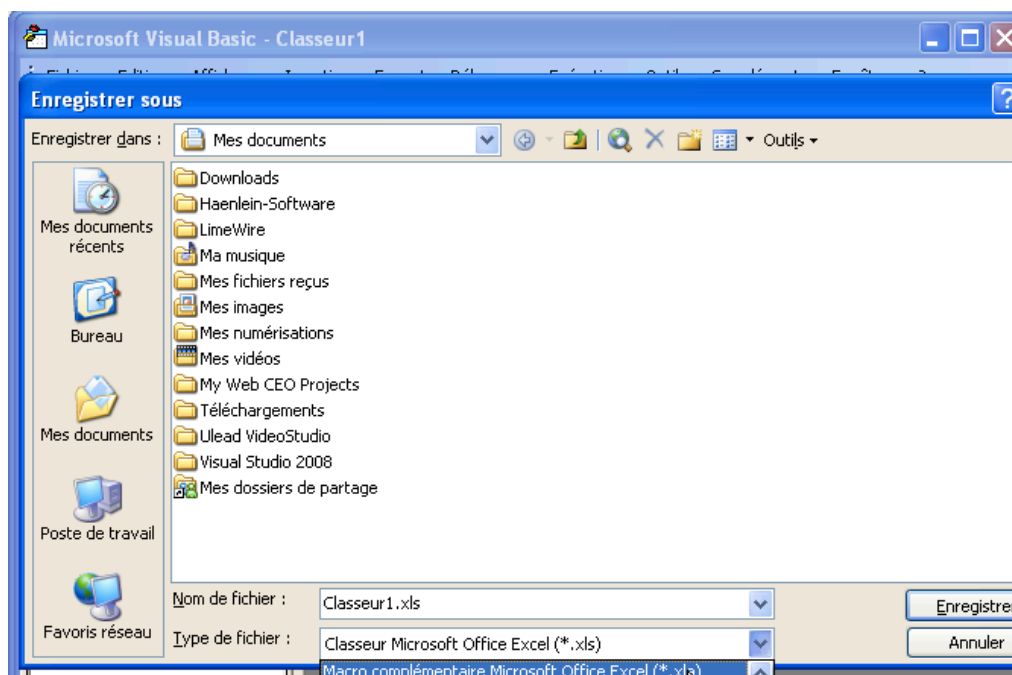 Microsoft Visual Basic - Classeur1
Enregistrer sous
Enregistrer dans :
Mes documents
Outils
Mes documents récents
Bureau
Mes documents
Poste de travail
Favoris réseau
Downloads
Haenlein-Software
LimeWire
Ma musique
Mes fichiers reçus
Mes images
Mes numérisations
Mes vidéos
My Web CEO Projects
Téléchargements
Ulead VideoStudio
Visual Studio 2008
Mes dossiers de partage
Nom de fichier :
Classeur1.xls
Enregistre
Type de fichier :
Classeur Microsoft Office Excel (*.xls)
Annuler
Macro complémentaire Microsoft Office Excel (*.xla)